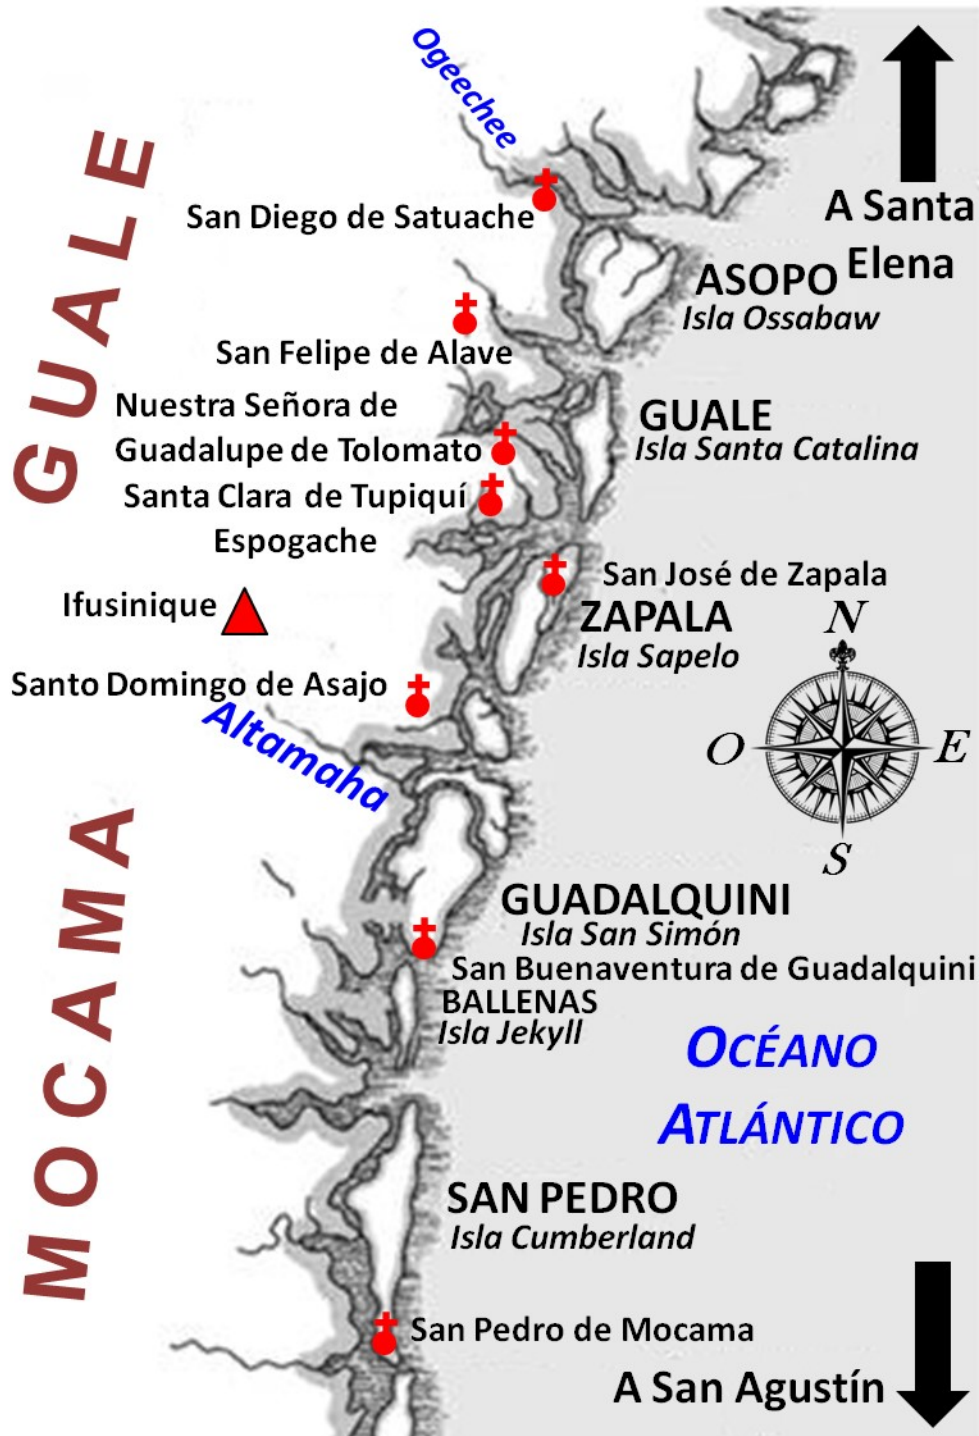 Ogeechee
GUALE
San Diego de Satuache
A Santa
Elena
ASOPO
Isla Ossabaw
San Felipe de Alave
Nuestra Señora de
Guadalupe de Tolomato
GUALE
Isla Santa Catalina
Santa Clara de Tupiquí
Espogache
San José de Zapala
Ifusinique
ZAPALA
Isla Sapelo
N
O
E
S
Santo Domingo de Asajo
Altamaha
MOCAMA
GUADALQUINI
Isla San Simón
San Buenaventura de Guadalquini
BALLENAS
Isla Jekyll
OCÉANO
ATLÁNTICO
SAN PEDRO
Isla Cumberland
San Pedro de Mocama
A San Agustín